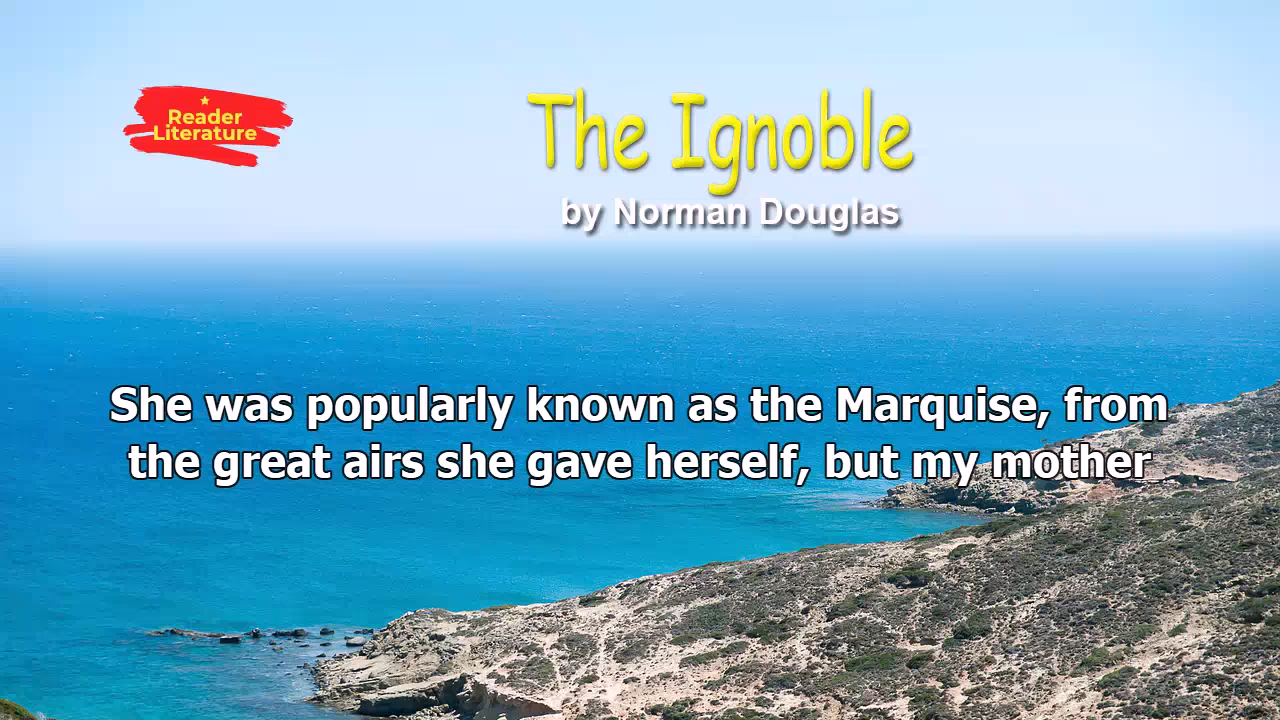 Reader
Literature
The Ignoble
by Norman Douglas
She was popularly known as the Marquise, from
the great airs she gave herself, but my mother